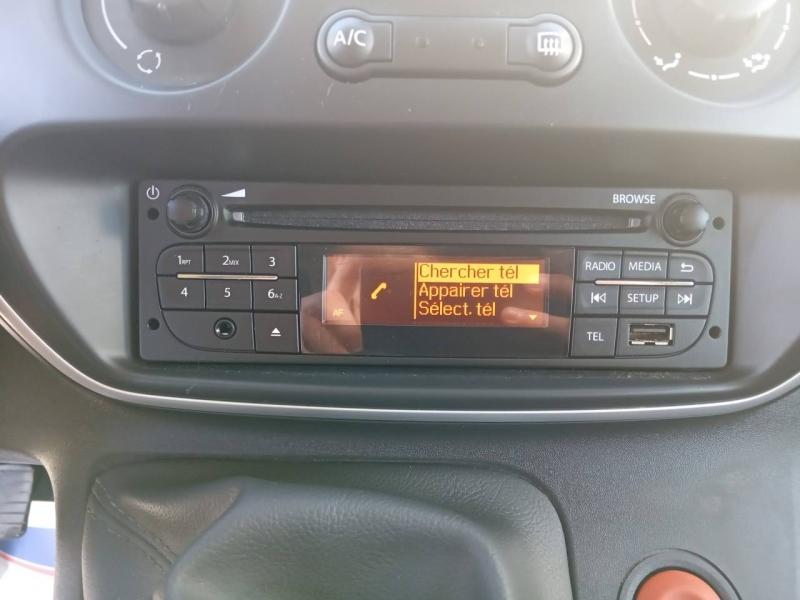 A/C
BROWSE
1RPT 2MIX 3
4 5 6A-Z
Chercher tél
Appairer tél
Sélect. tél
AF
RADIO MEDIA
SETUP
TEL